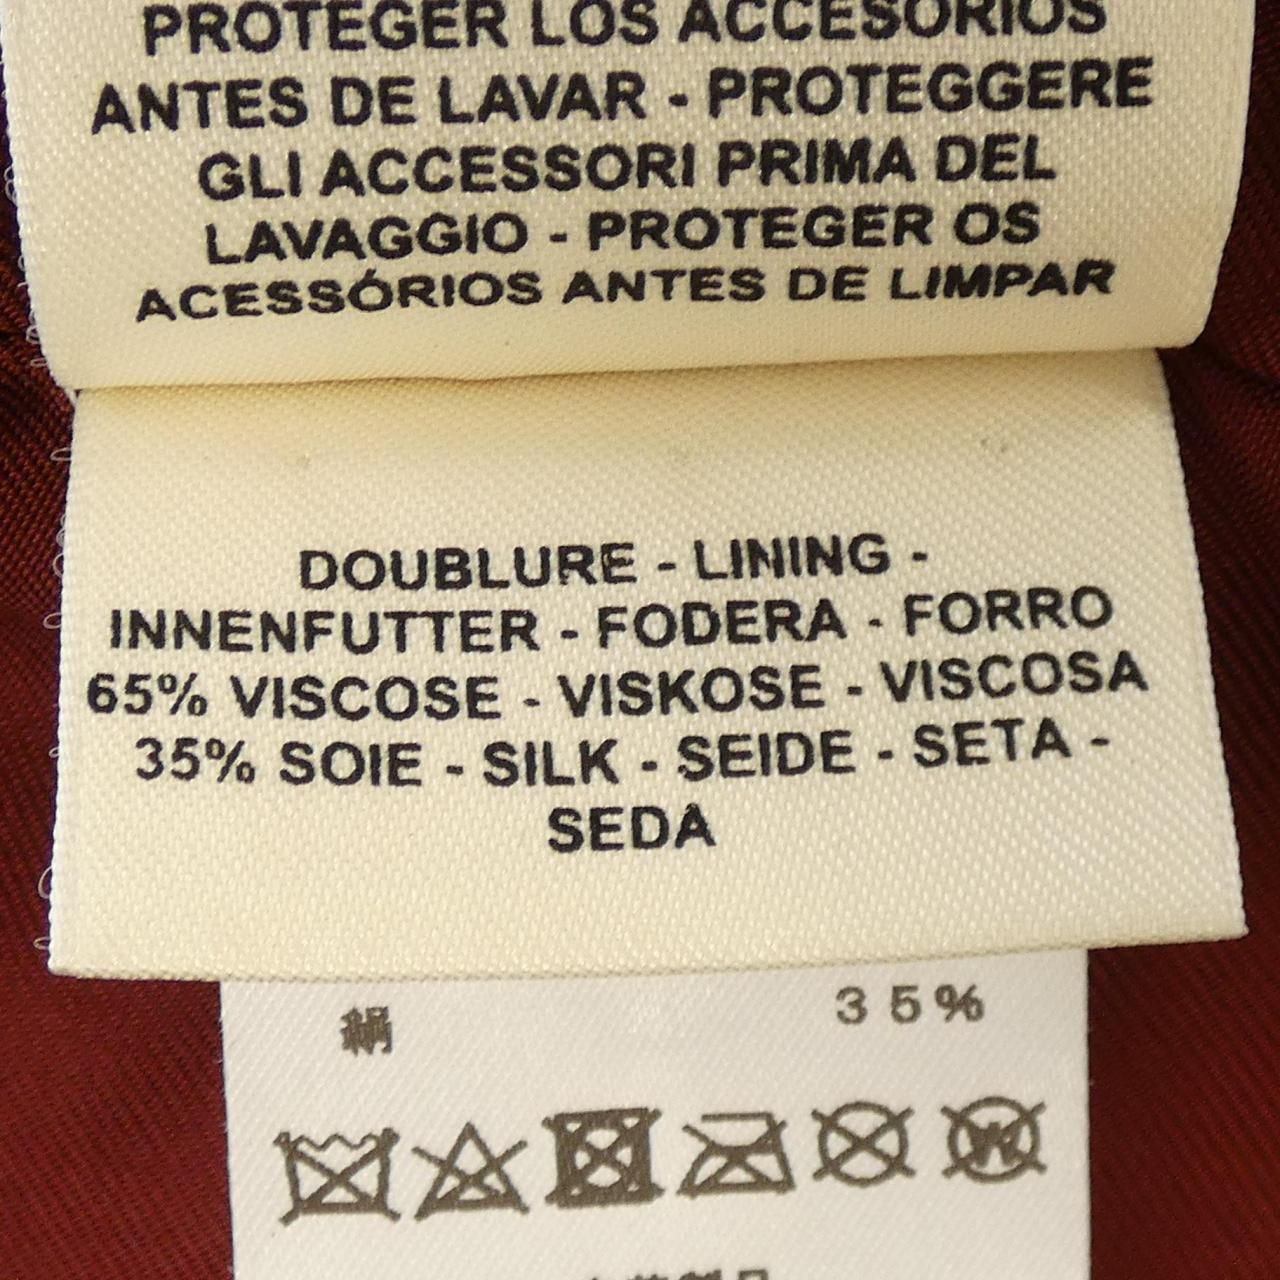 PROTEGER LOS ACCESORIOS
ANTES DE LAVAR - PROTEGGERE
GLI ACCESSORI PRIMA DEL
LAVAGGIO - PROTEGER OS
ACESSÓRIOS ANTES DE LIMPAR
DOUBLURE - LINING -
INNENFUTTER - FODERA - FORRO
65% VISCOSE - VISKOSE - VISCOSA
35% SOIE - SILK - SEIDE - SETA -
SEDA
絹 35%
W